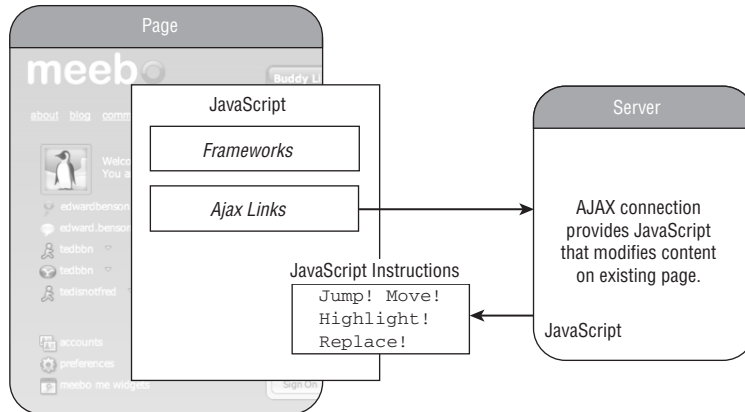 Page
meebo
Buddy Li
about blog comm
JavaScript
Frameworks
Ajax Links
Welco
You a
edwardbenson
edward.benson
tedbbn
tedbbn
tedisnotfred
accounts
preferences
meebo me widgets
Sign On
JavaScript Instructions
Jump! Move!
Highlight!
Replace!
Server
AJAX connection
provides JavaScript
that modifies content
on existing page.
JavaScript